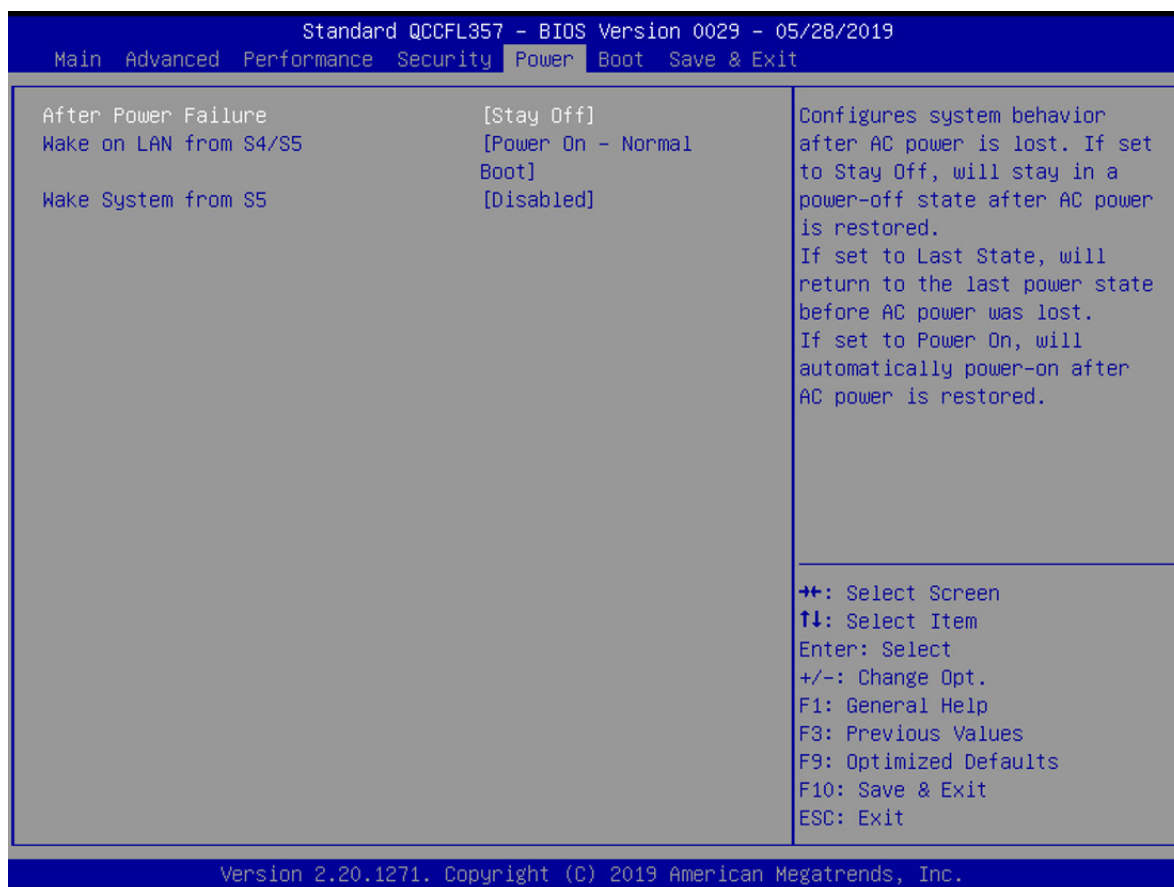 Standard QCCFL357 – BIOS Version 0029 – 05/28/2019
Main Advanced Performance Security Power Boot Save & Exit
After Power Failure [Stay Off]
Wake on LAN from S4/S5 [Power On – Normal
Boot]
Wake System from S5 [Disabled]
Configures system behavior
after AC power is lost. If set
to Stay Off, will stay in a
power-off state after AC power
is restored.
If set to Last State, will
return to the last power state
before AC power was lost.
If set to Power On, will
automatically power-on after
AC power is restored.
→←: Select Screen
↑↓: Select Item
Enter: Select
+/-: Change Opt.
F1: General Help
F3: Previous Values
F9: Optimized Defaults
F10: Save & Exit
ESC: Exit
Version 2.20.1271. Copyright (C) 2019 American Megatrends, Inc.